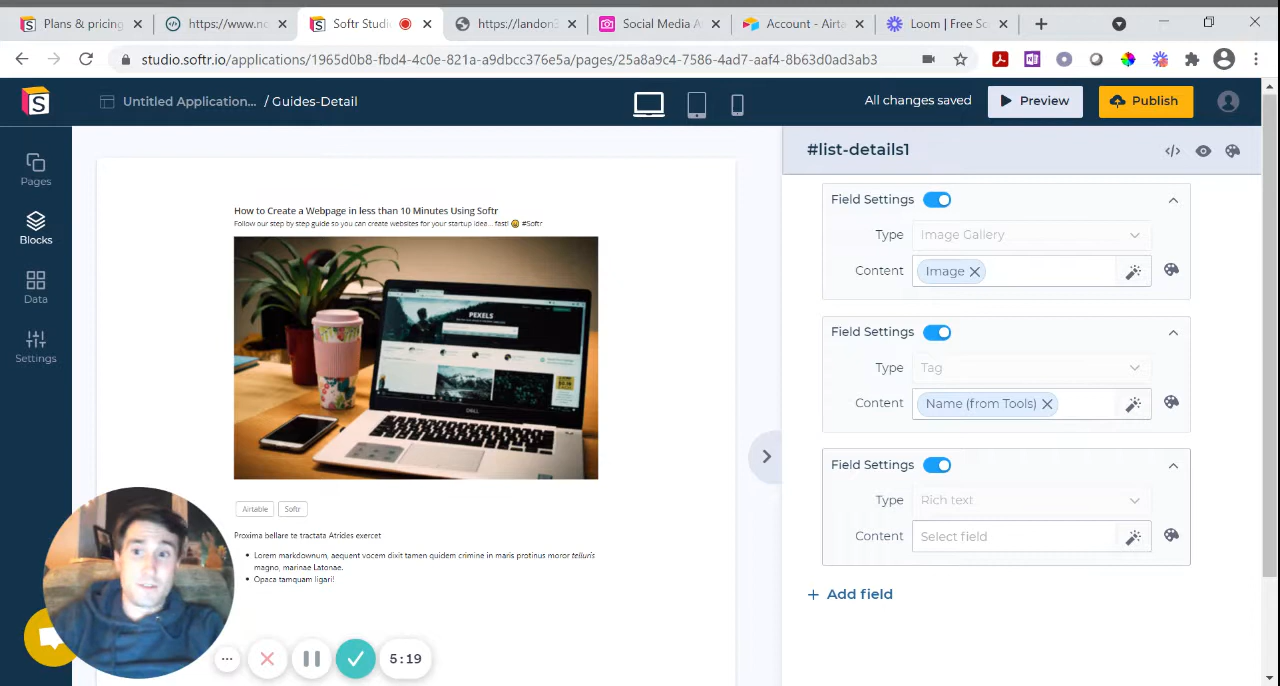 Plans & pricing
https://www.no
Softr Studi
https://landon3
Social Media A
Account - Airta
Loom | Free Sc
studio.softr.io/applications/1965d0b8-fbd4-4cde-821a-a9dbcc376e5a/pages/25a8a9c4-7586-4ad7-aaf4-8b63d0ad3ab3
S
Untitled Application... / Guides-Detail
All changes saved
Preview
Publish
Pages
Blocks
Data
Settings
How to Create a Webpage in less than 10 Minutes Using Softr
Follow our step by step guide so you can create websites for your startup idea... fast! 😀 #Softr
PEXELS
DELL
Airtable
Softr
Proxima bellare te tractata Atrides exercet
• Lorem markdownum, aequent vocem dixit tamen quidem crimine in maris protinus moror telluris
magno, marinae Latonae.
• Opaca tamquam ligari!
5:19
#list-details1
Field Settings
Type Image Gallery
Content Image
Field Settings
Type Tag
Content Name (from Tools)
Field Settings
Type Rich text
Content Select field
+ Add field